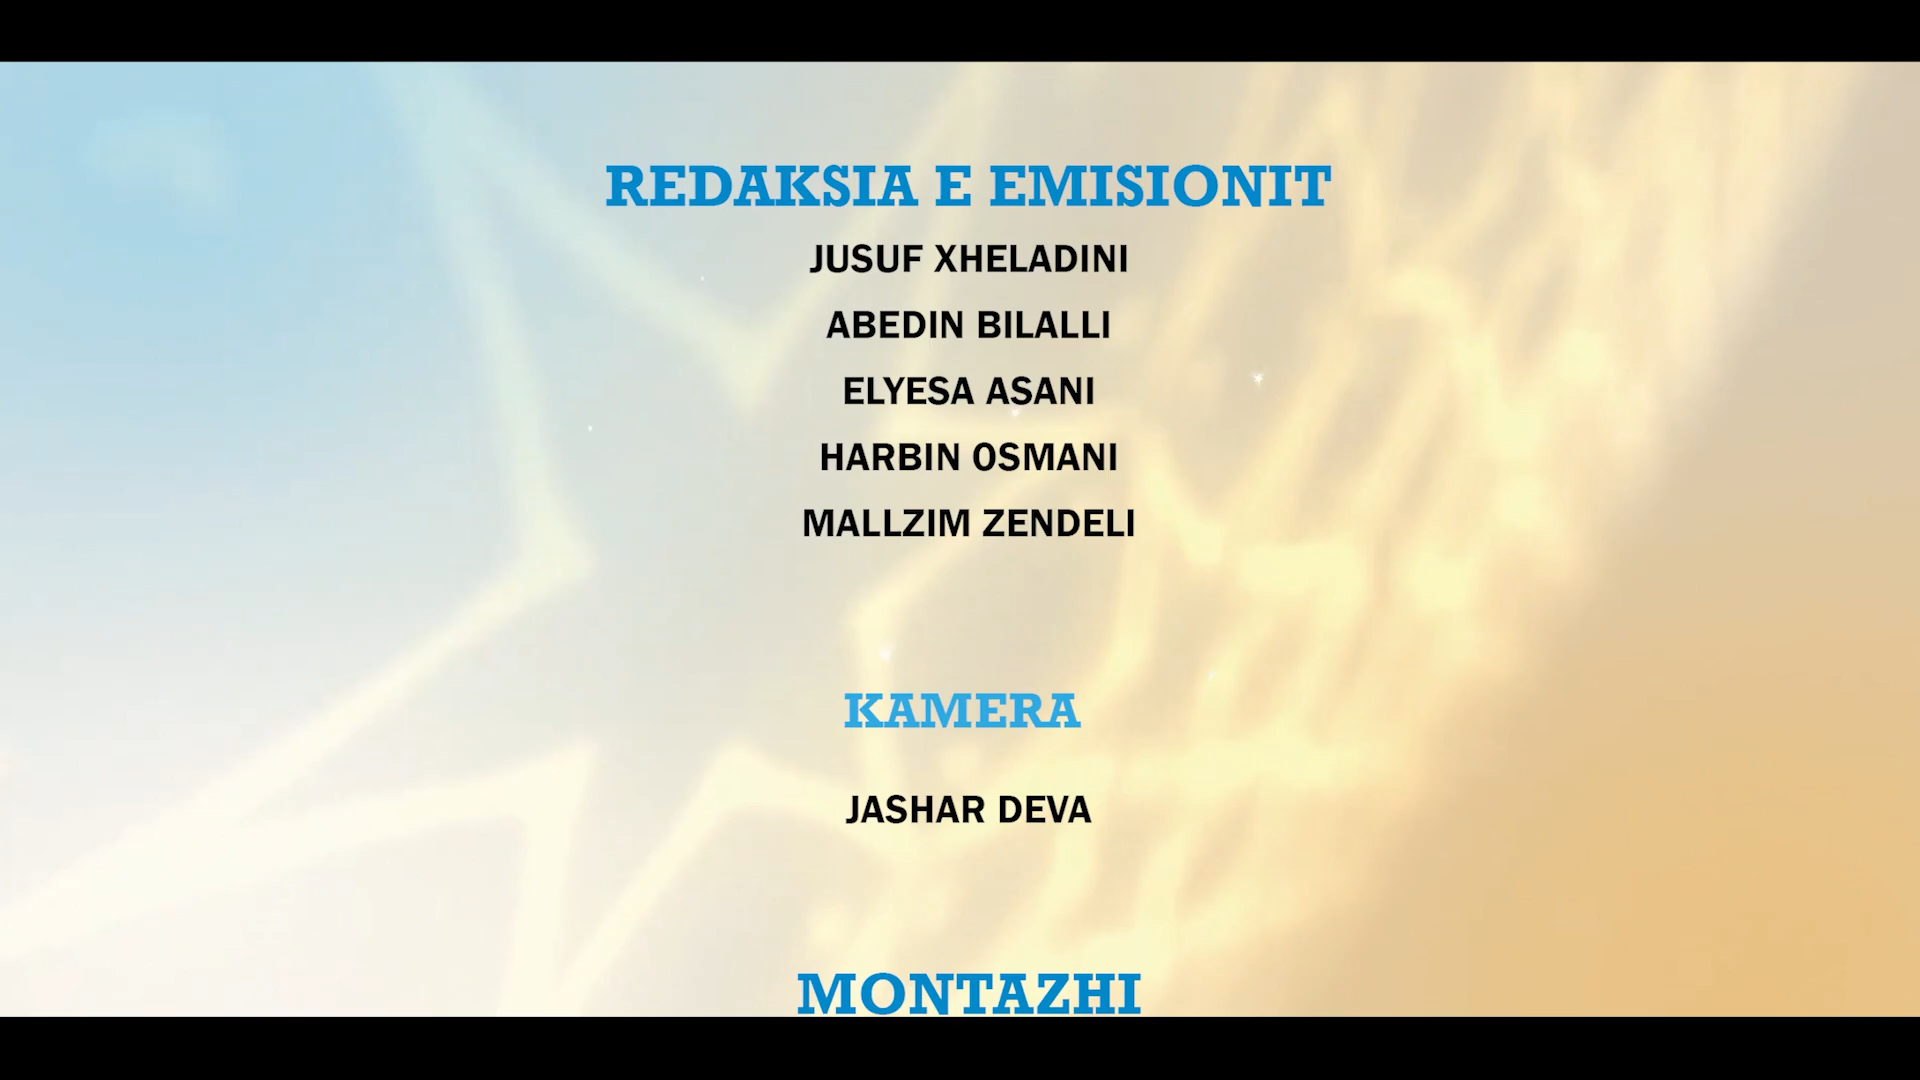 REDAKSIA E EMISIONIT
JUSUF XHELADINI
ABEDIN BILALLI
ELYESA ASANI
HARBIN OSMANI
MALLZIM ZENDELI
KAMERA
JASHAR DEVA
MONTAZHI